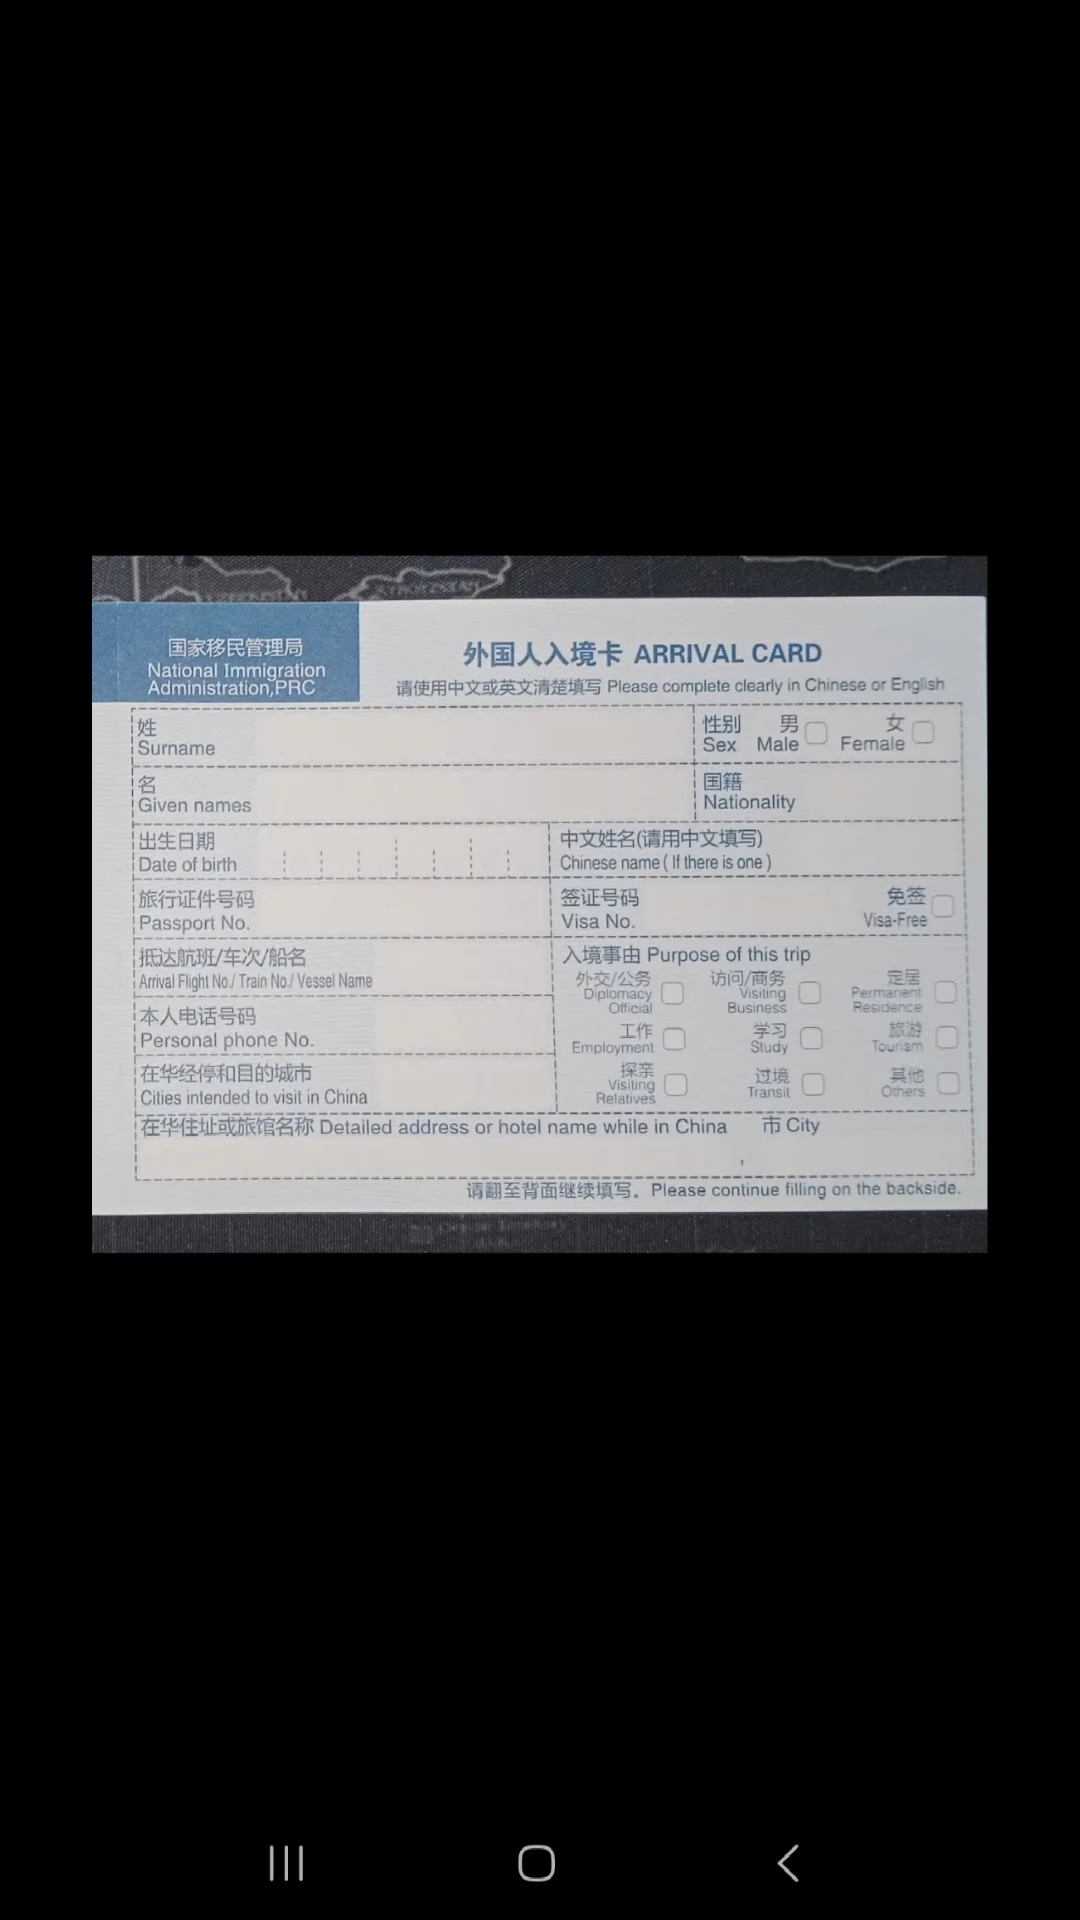 国家移民管理局
National Immigration
Administration,PRC
外国人入境卡 ARRIVAL CARD
请使用中文或英文清楚填写 Please complete clearly in Chinese or English
姓
Surname
性别 男 女
Sex Male Female
名
Given names
国籍
Nationality
出生日期
Date of birth
中文姓名(请用中文填写)
Chinese name ( If there is one )
旅行证件号码
Passport No.
签证号码 免签
Visa No. Visa-Free
抵达航班/车次/船名
Arrival Flight No./ Train No./ Vessel Name
入境事由 Purpose of this trip
外交/公务 访问/商务 定居
Diplomacy Visiting Permanent
Official Business Residence
本人电话号码
Personal phone No.
工作 学习 旅游
Employment Study Tourism
在华经停和目的城市
Cities intended to visit in China
探亲 过境 其他
Visiting Transit Others
Relatives
在华住址或旅馆名称 Detailed address or hotel name while in China 市 City
,
请翻至背面继续填写。Please continue filling on the backside.